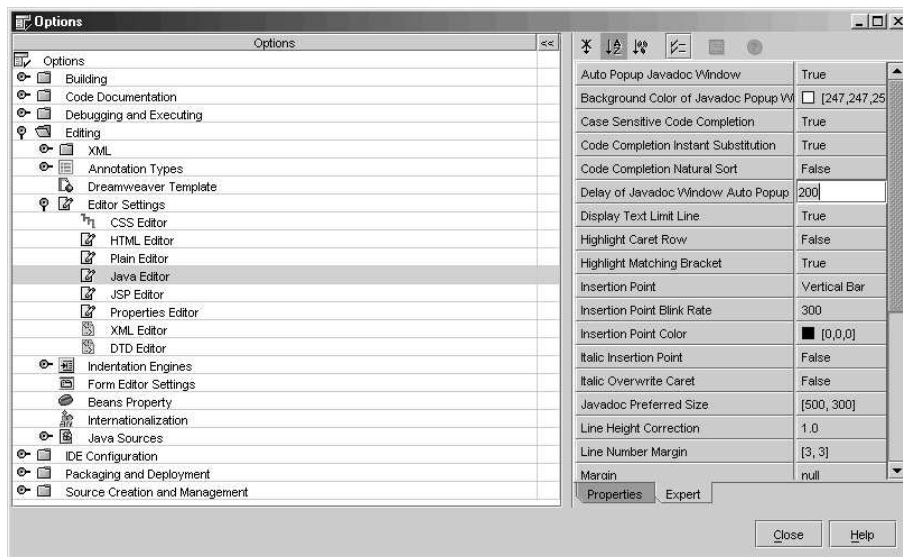 Options
Options
<<
Options
Building
Code Documentation
Debugging and Executing
Editing
XML
Annotation Types
Dreamweaver Template
Editor Settings
CSS Editor
HTML Editor
Plain Editor
Java Editor
JSP Editor
Properties Editor
XML Editor
DTD Editor
Indentation Engines
Form Editor Settings
Beans Property
Internationalization
Java Sources
IDE Configuration
Packaging and Deployment
Source Creation and Management
Auto Popup Javadoc Window True
Background Color of Javadoc Popup W [247,247,25
Case Sensitive Code Completion True
Code Completion Instant Substitution True
Code Completion Natural Sort False
Delay of Javadoc Window Auto Popup 200
Display Text Limit Line True
Highlight Caret Row False
Highlight Matching Bracket True
Insertion Point Vertical Bar
Insertion Point Blink Rate 300
Insertion Point Color [0,0,0]
Italic Insertion Point False
Italic Overwrite Caret False
Javadoc Preferred Size [500, 300]
Line Height Correction 1.0
Line Number Margin [3, 3]
Margin null
Properties Expert
Close Help